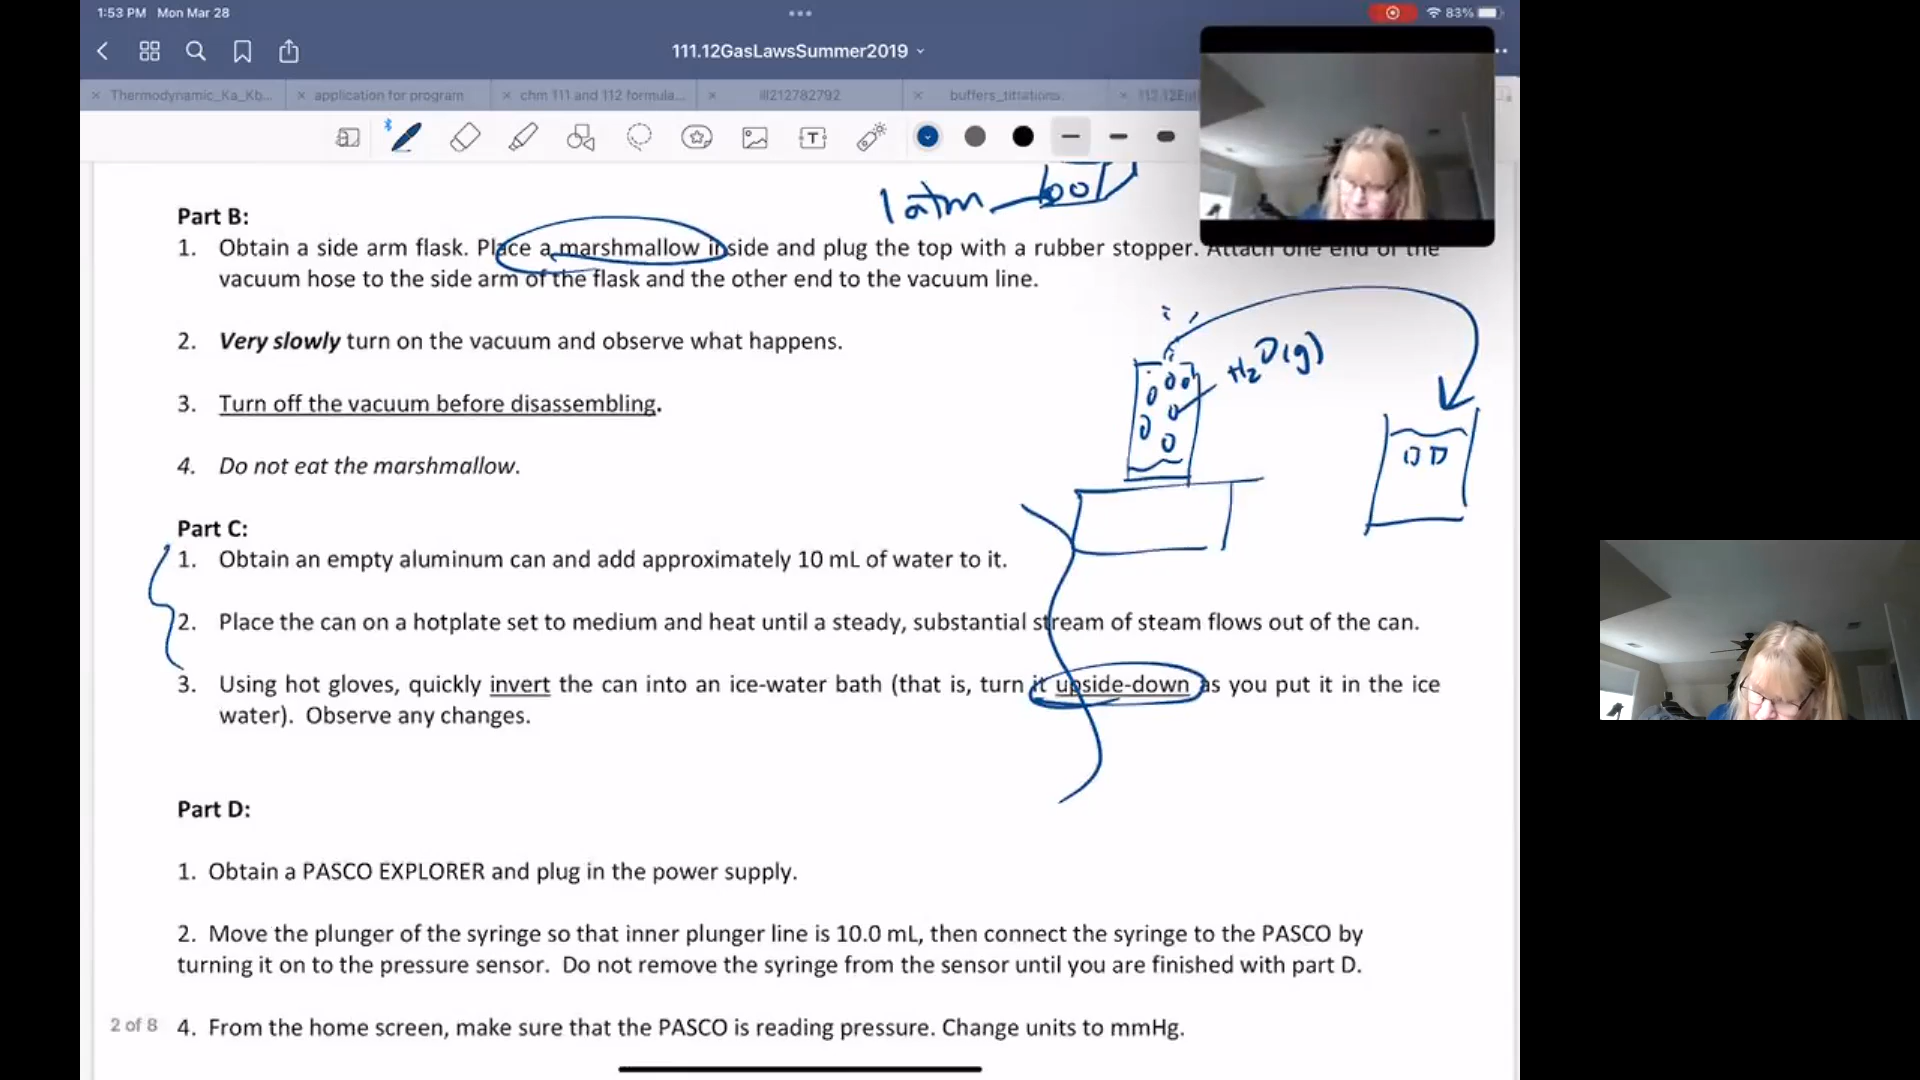 1:53 PM Mon Mar 28
83%
111.12GasLawsSummer2019
Thermodynamic_Ka_Kb... application for program chm 111 and 112 formula... ill212782792 buffers_titrations.
T
1 atm
Part B:
1. Obtain a side arm flask. Place a marshmallow inside and plug the top with a rubber stopper. Attach one end of the
vacuum hose to the side arm of the flask and the other end to the vacuum line.
2. Very slowly turn on the vacuum and observe what happens.
H2O(g)
3. Turn off the vacuum before disassembling.
4. Do not eat the marshmallow.
Part C:
1. Obtain an empty aluminum can and add approximately 10 mL of water to it.
2. Place the can on a hotplate set to medium and heat until a steady, substantial stream of steam flows out of the can.
3. Using hot gloves, quickly invert the can into an ice-water bath (that is, turn it upside-down as you put it in the ice
water). Observe any changes.
Part D:
1. Obtain a PASCO EXPLORER and plug in the power supply.
2. Move the plunger of the syringe so that inner plunger line is 10.0 mL, then connect the syringe to the PASCO by
turning it on to the pressure sensor. Do not remove the syringe from the sensor until you are finished with part D.
2 of 8
4. From the home screen, make sure that the PASCO is reading pressure. Change units to mmHg.